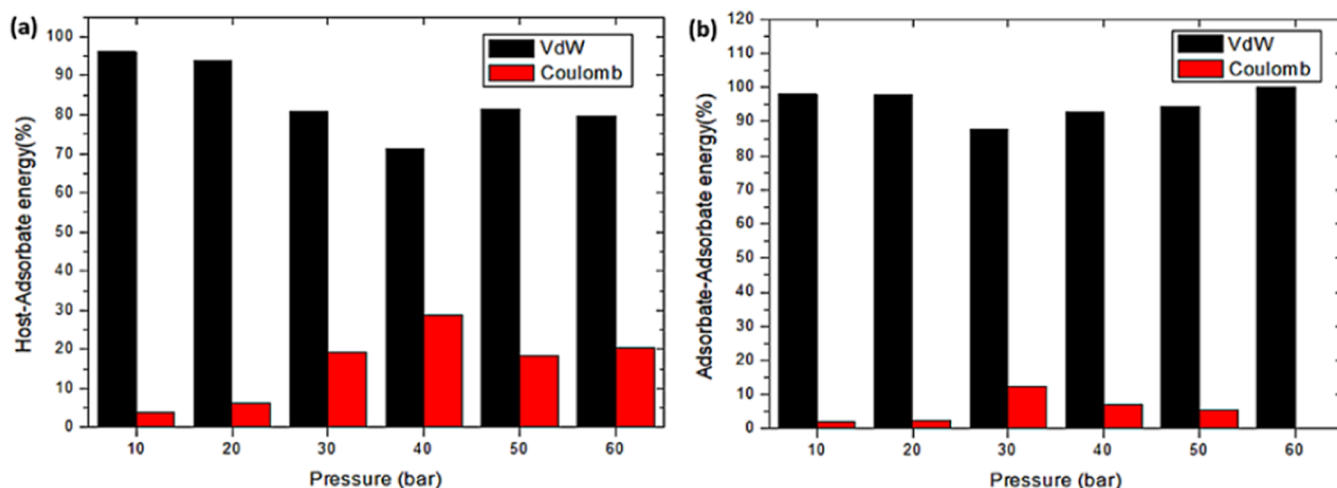 (a)
VdW
Coulomb
Host-Adsorbate energy(%)
100
90
80
70
60
50
40
30
20
10
0
10 20 30 40 50 60
Pressure (bar)
(b)
VdW
Coulomb
Adsorbate-Adsorbate energy(%)
120
110
100
90
80
70
60
50
40
30
20
10
0
10 20 30 40 50 60
Pressure (bar)